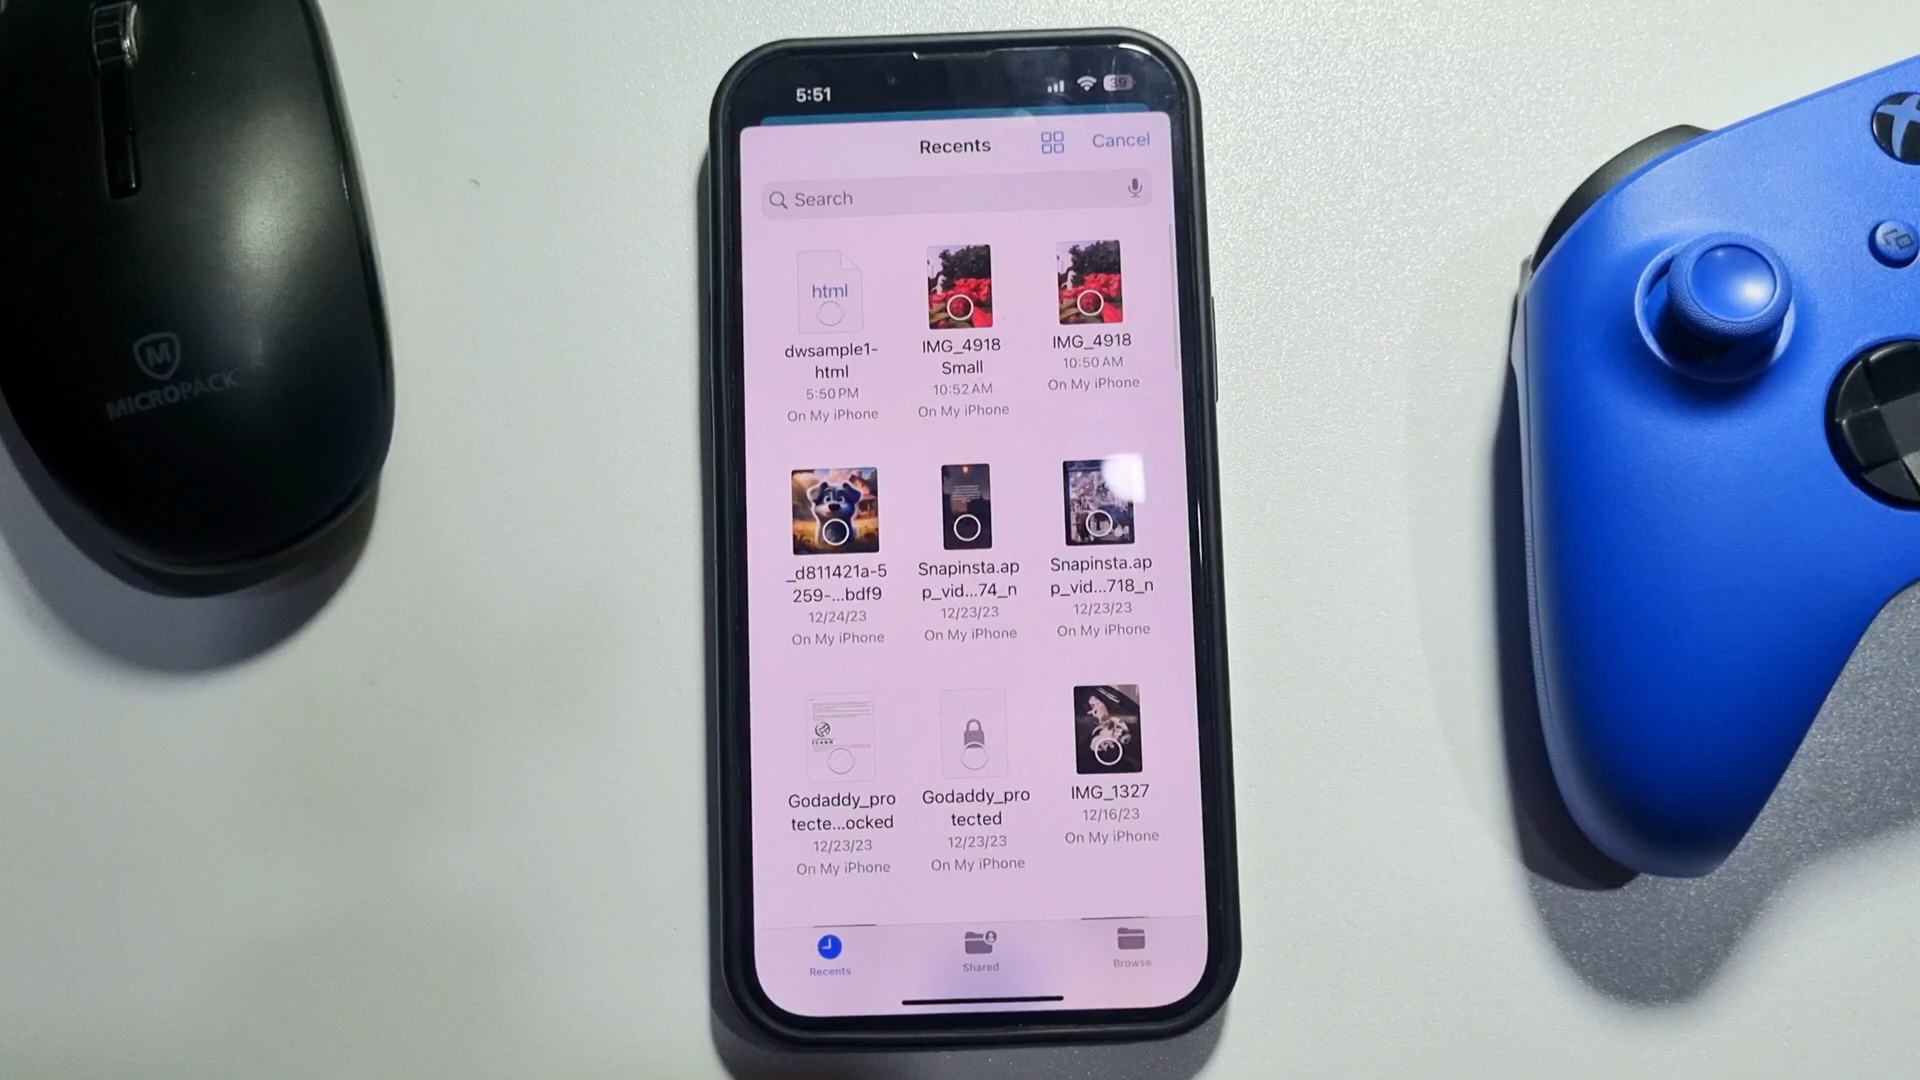 MICROPACK
5:51
39
Recents
Cancel
Search
html
dwsample1-
html
5:50 PM
On My iPhone
IMG_4918
Small
10:52 AM
On My iPhone
IMG_4918
10:50 AM
On My iPhone
_d811421a-5
259-...bdf9
12/24/23
On My iPhone
Snapinsta.ap
p_vid...74_n
12/23/23
On My iPhone
Snapinsta.ap
p_vid...718_n
12/23/23
On My iPhone
Godaddy_pro
tecte...ocked
12/23/23
On My iPhone
Godaddy_pro
tected
12/23/23
On My iPhone
IMG_1327
12/16/23
On My iPhone
Recents
Shared
Browse